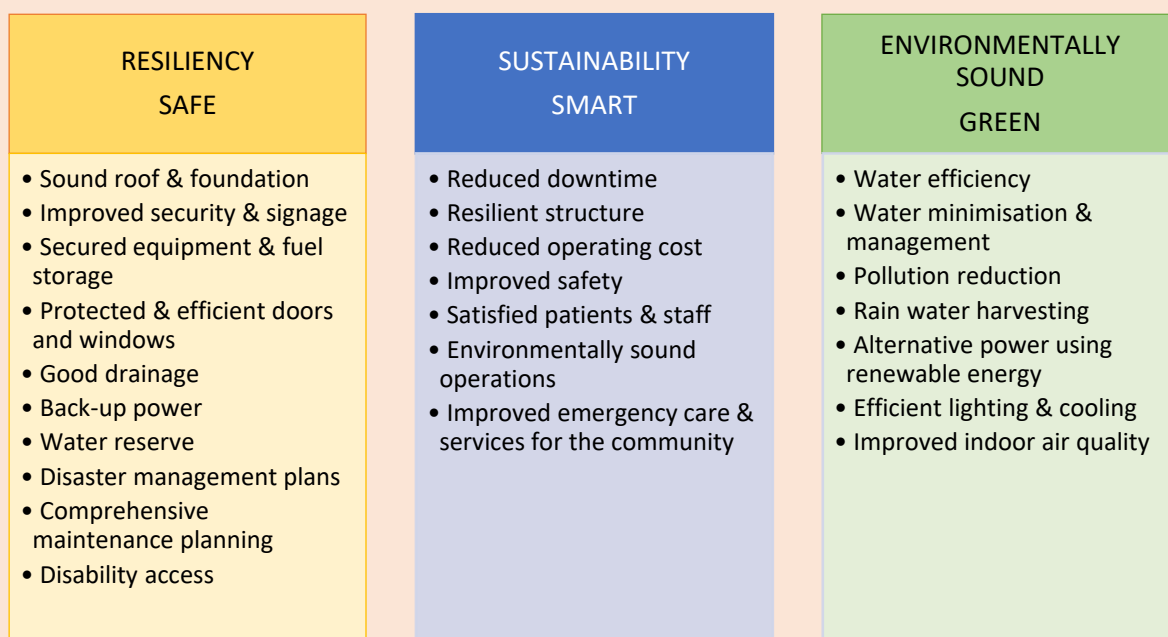 RESILIENCY
SAFE
• Sound roof & foundation
• Improved security & signage
• Secured equipment & fuel
storage
• Protected & efficient doors
and windows
• Good drainage
• Back-up power
• Water reserve
• Disaster management plans
• Comprehensive
maintenance planning
• Disability access
SUSTAINABILITY
SMART
• Reduced downtime
• Resilient structure
• Reduced operating cost
• Improved safety
• Satisfied patients & staff
• Environmentally sound
operations
• Improved emergency care &
services for the community
ENVIRONMENTALLY
SOUND
GREEN
• Water efficiency
• Water minimisation &
management
• Pollution reduction
• Rain water harvesting
• Alternative power using
renewable energy
• Efficient lighting & cooling
• Improved indoor air quality